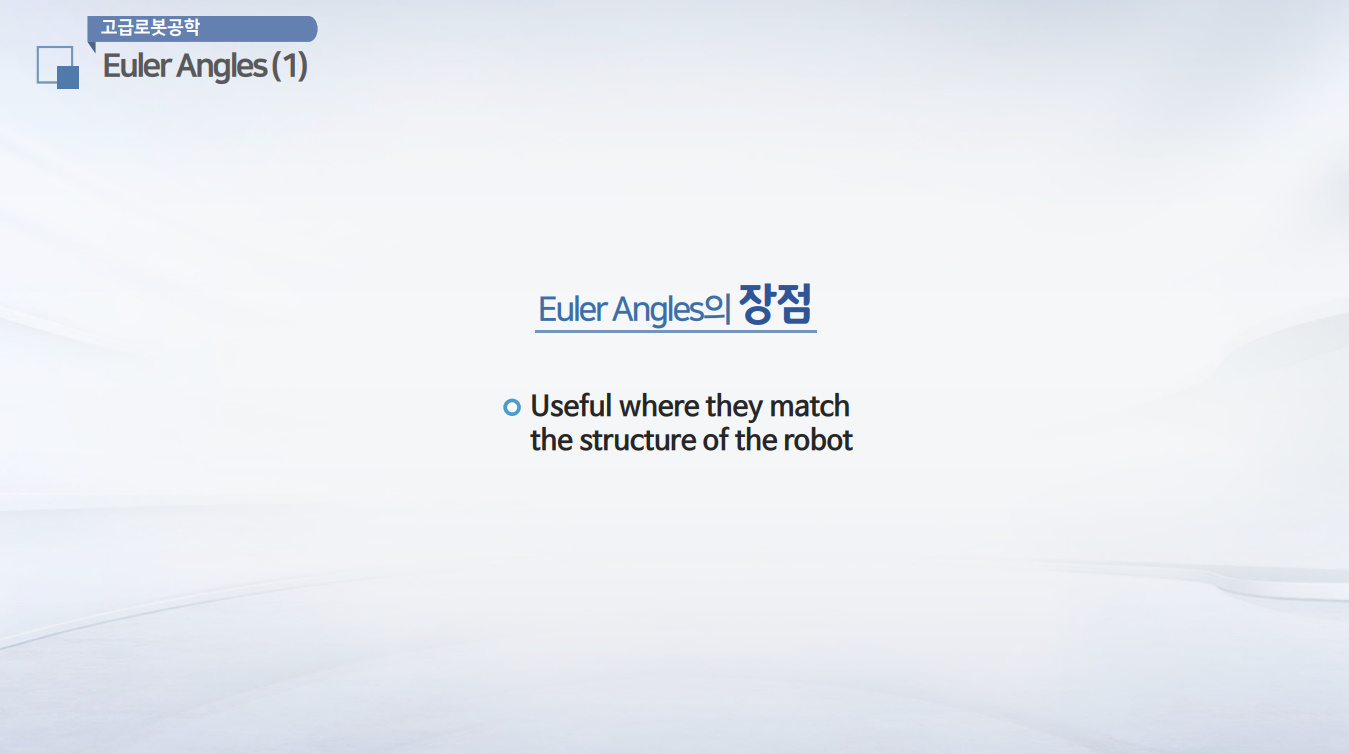 고급로봇공학
Euler Angles (1)
Euler Angles의 장점
Useful where they match
the structure of the robot